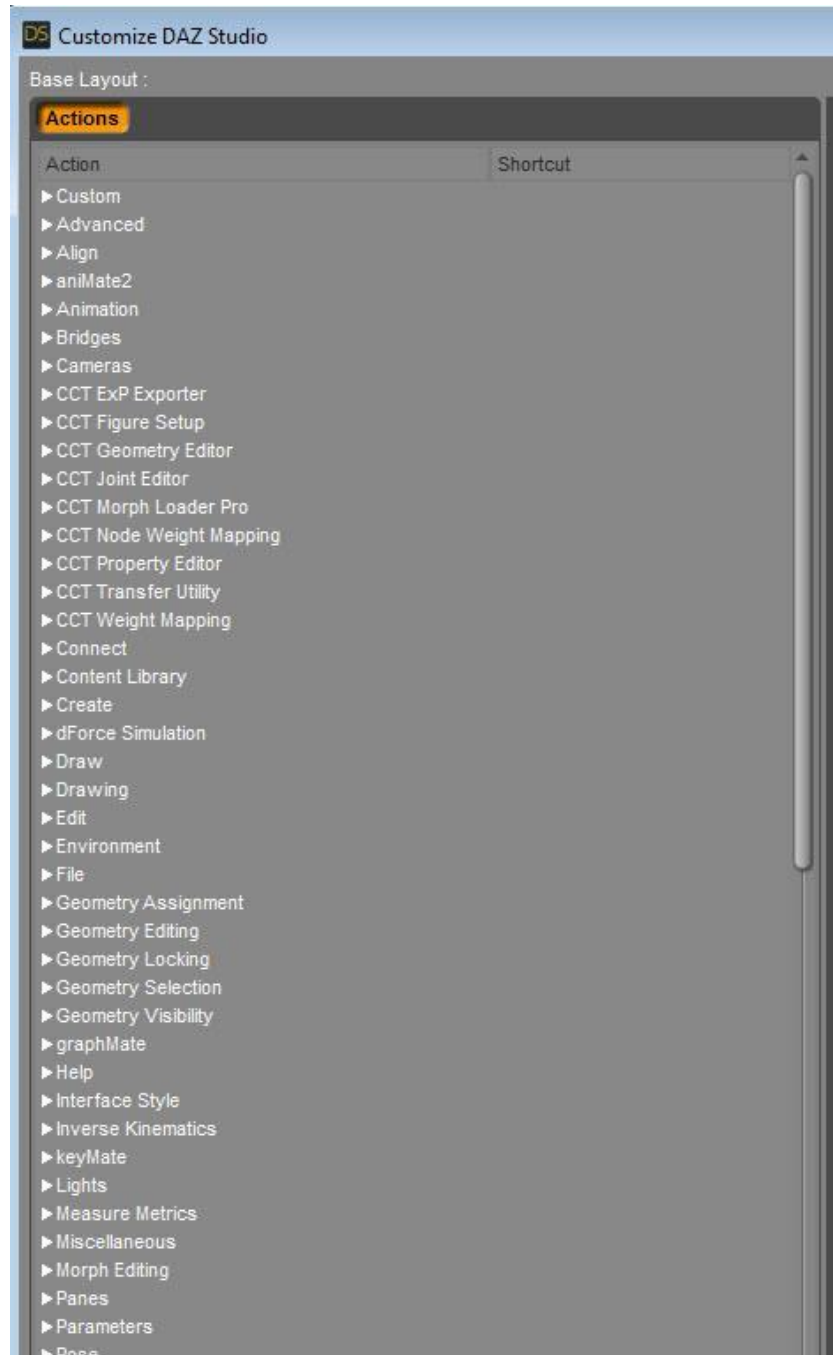 DS Customize DAZ Studio
Base Layout :
Actions
Action Shortcut
Custom
Advanced
Align
aniMate2
Animation
Bridges
Cameras
CCT ExP Exporter
CCT Figure Setup
CCT Geometry Editor
CCT Joint Editor
CCT Morph Loader Pro
CCT Node Weight Mapping
CCT Property Editor
CCT Transfer Utility
CCT Weight Mapping
Connect
Content Library
Create
dForce Simulation
Draw
Drawing
Edit
Environment
File
Geometry Assignment
Geometry Editing
Geometry Locking
Geometry Selection
Geometry Visibility
graphMate
Help
Interface Style
Inverse Kinematics
keyMate
Lights
Measure Metrics
Miscellaneous
Morph Editing
Panes
Parameters
Pose